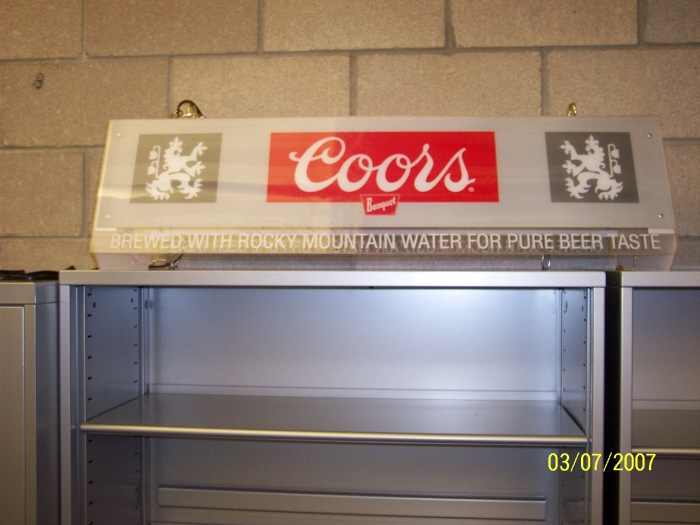 Coors
Banquet
BREWED WITH ROCKY MOUNTAIN WATER FOR PURE BEER TASTE
03/07/2007